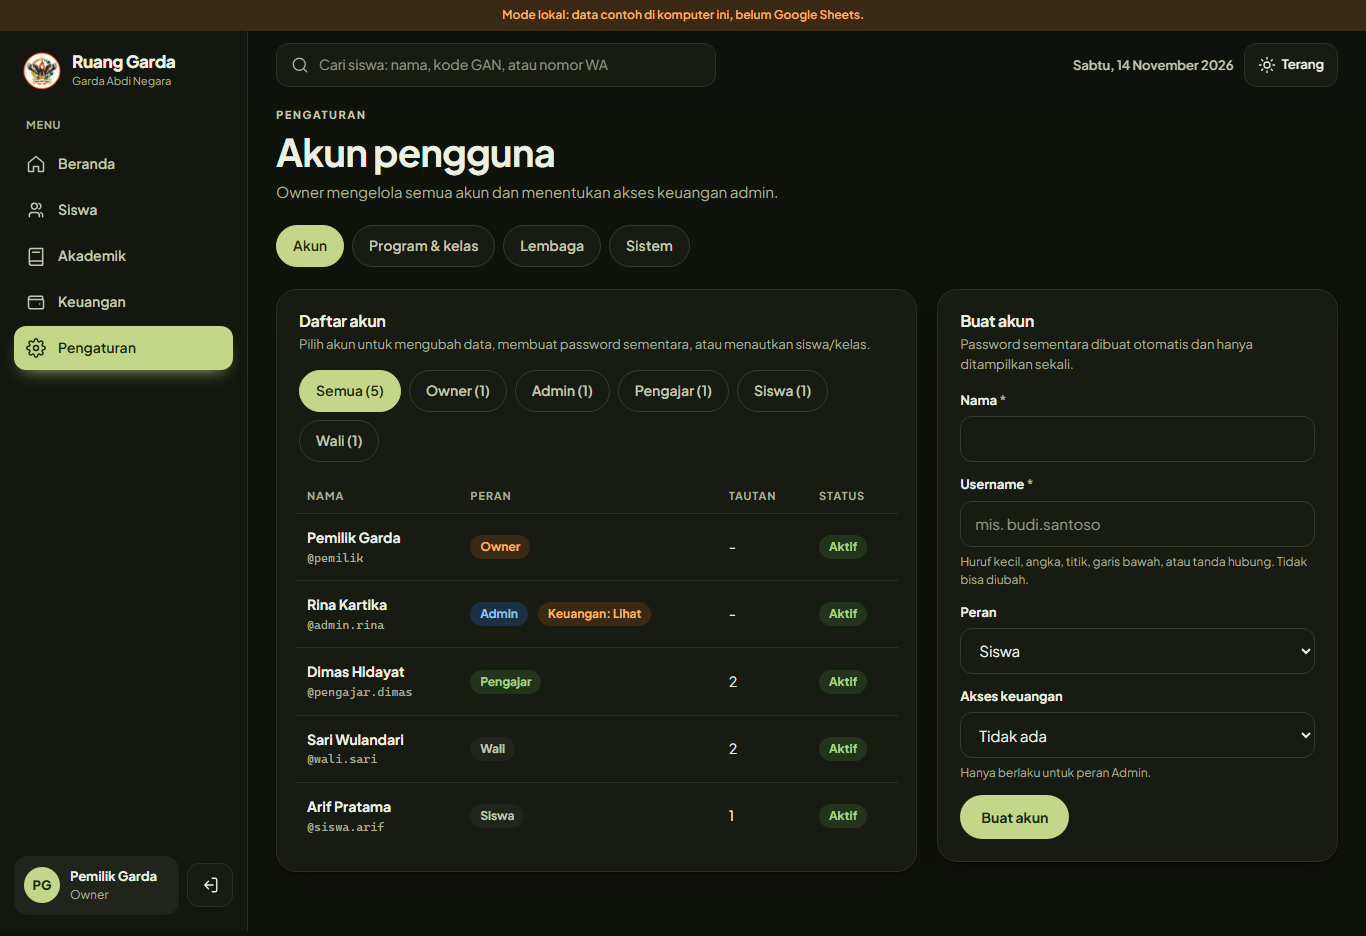 Mode lokal: data contoh di komputer ini, belum Google Sheets.
Ruang Garda
Garda Abdi Negara
MENU
Beranda
Siswa
Akademik
Keuangan
Pengaturan
PG
Pemilik Garda
Owner
Cari siswa: nama, kode GAN, atau nomor WA
Sabtu, 14 November 2026
Terang
PENGATURAN
Akun pengguna
Owner mengelola semua akun dan menentukan akses keuangan admin.
Akun
Program & kelas
Lembaga
Sistem
Daftar akun
Pilih akun untuk mengubah data, membuat password sementara, atau menautkan siswa/kelas.
Semua (5)
Owner (1)
Admin (1)
Pengajar (1)
Siswa (1)
Wali (1)
NAMA PERAN TAUTAN STATUS
Pemilik Garda
@pemilik
Owner - Aktif
Rina Kartika
@admin.rina
Admin Keuangan: Lihat - Aktif
Dimas Hidayat
@pengajar.dimas
Pengajar 2 Aktif
Sari Wulandari
@wali.sari
Wali 2 Aktif
Arif Pratama
@siswa.arif
Siswa 1 Aktif
Buat akun
Password sementara dibuat otomatis dan hanya
ditampilkan sekali.
Nama *
Username *
mis. budi.santoso
Huruf kecil, angka, titik, garis bawah, atau tanda hubung. Tidak
bisa diubah.
Peran
Siswa
Akses keuangan
Tidak ada
Hanya berlaku untuk peran Admin.
Buat akun